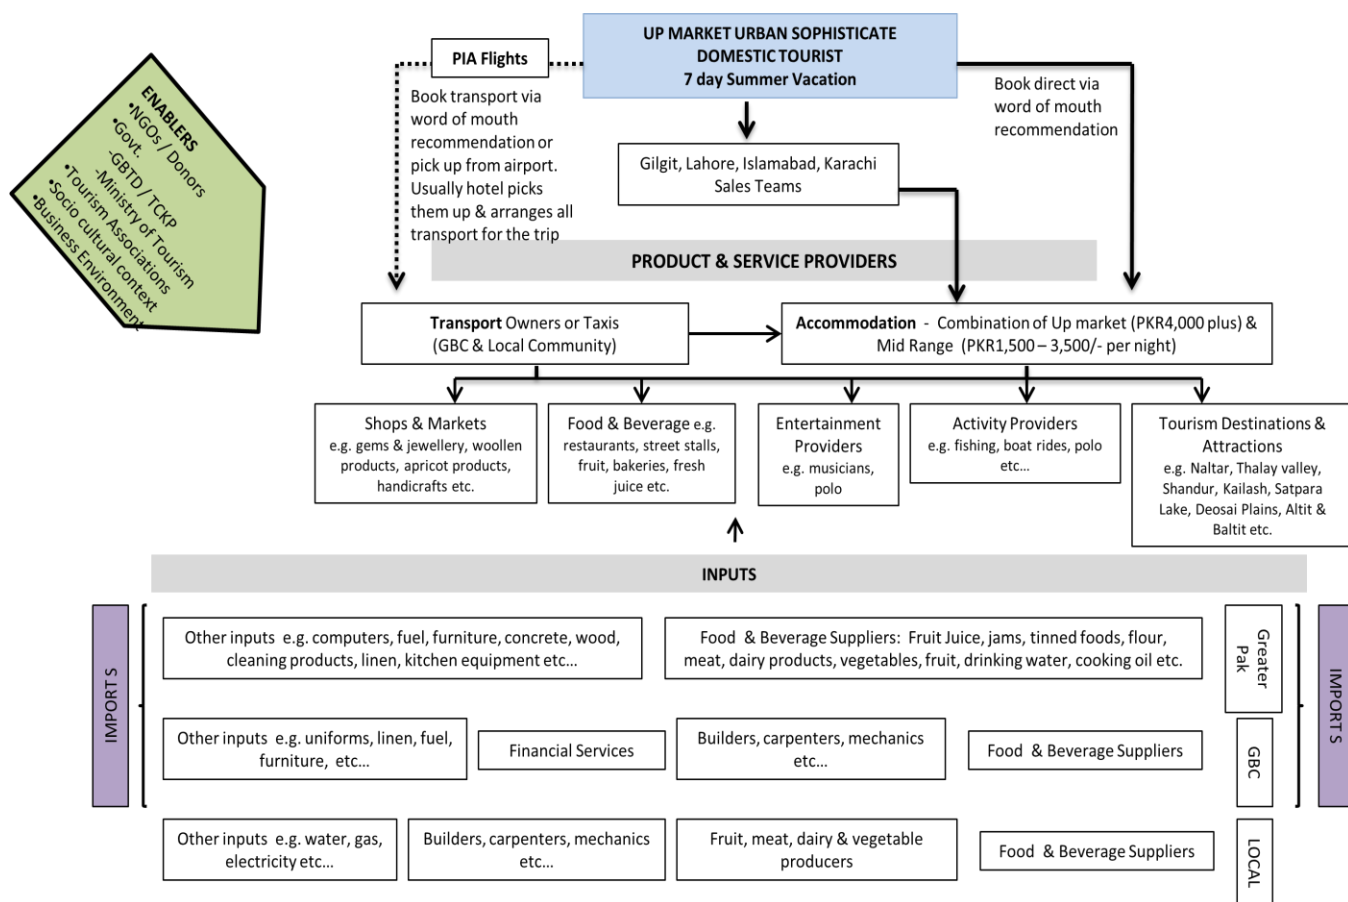 UP MARKET URBAN SOPHISTICATE
DOMESTIC TOURIST
7 day Summer Vacation
PIA Flights
Book transport via
word of mouth
recommendation or
pick up from airport.
Usually hotel picks
them up & arranges all
transport for the trip
Book direct via
word of mouth
recommendation
Gilgit, Lahore, Islamabad, Karachi
Sales Teams
ENABLERS
•NGOs / Donors
•Govt.
-GBTD / TCKP
-Ministry of Tourism
•Tourism Associations
•Socio cultural context
•Business Environment
PRODUCT & SERVICE PROVIDERS
Transport Owners or Taxis
(GBC & Local Community)
Accommodation - Combination of Up market (PKR4,000 plus) &
Mid Range (PKR1,500 – 3,500/- per night)
Shops & Markets
e.g. gems & jewellery, woollen
products, apricot products,
handicrafts etc.
Food & Beverage e.g.
restaurants, street stalls,
fruit, bakeries, fresh
juice etc.
Entertainment
Providers
e.g. musicians,
polo
Activity Providers
e.g. fishing, boat rides, polo
etc…
Tourism Destinations &
Attractions
e.g. Naltar, Thalay valley,
Shandur, Kailash, Satpara
Lake, Deosai Plains, Altit &
Baltit etc.
INPUTS
IMPORTS
Other inputs e.g. computers, fuel, furniture, concrete, wood,
cleaning products, linen, kitchen equipment etc…
Food & Beverage Suppliers: Fruit Juice, jams, tinned foods, flour,
meat, dairy products, vegetables, fruit, drinking water, cooking oil etc.
Greater
Pak
IMPORTS
Other inputs e.g. uniforms, linen, fuel,
furniture, etc…
Financial Services
Builders, carpenters, mechanics
etc…
Food & Beverage Suppliers
GBC
Other inputs e.g. water, gas,
electricity etc…
Builders, carpenters, mechanics
etc…
Fruit, meat, dairy & vegetable
producers
Food & Beverage Suppliers
LOCAL